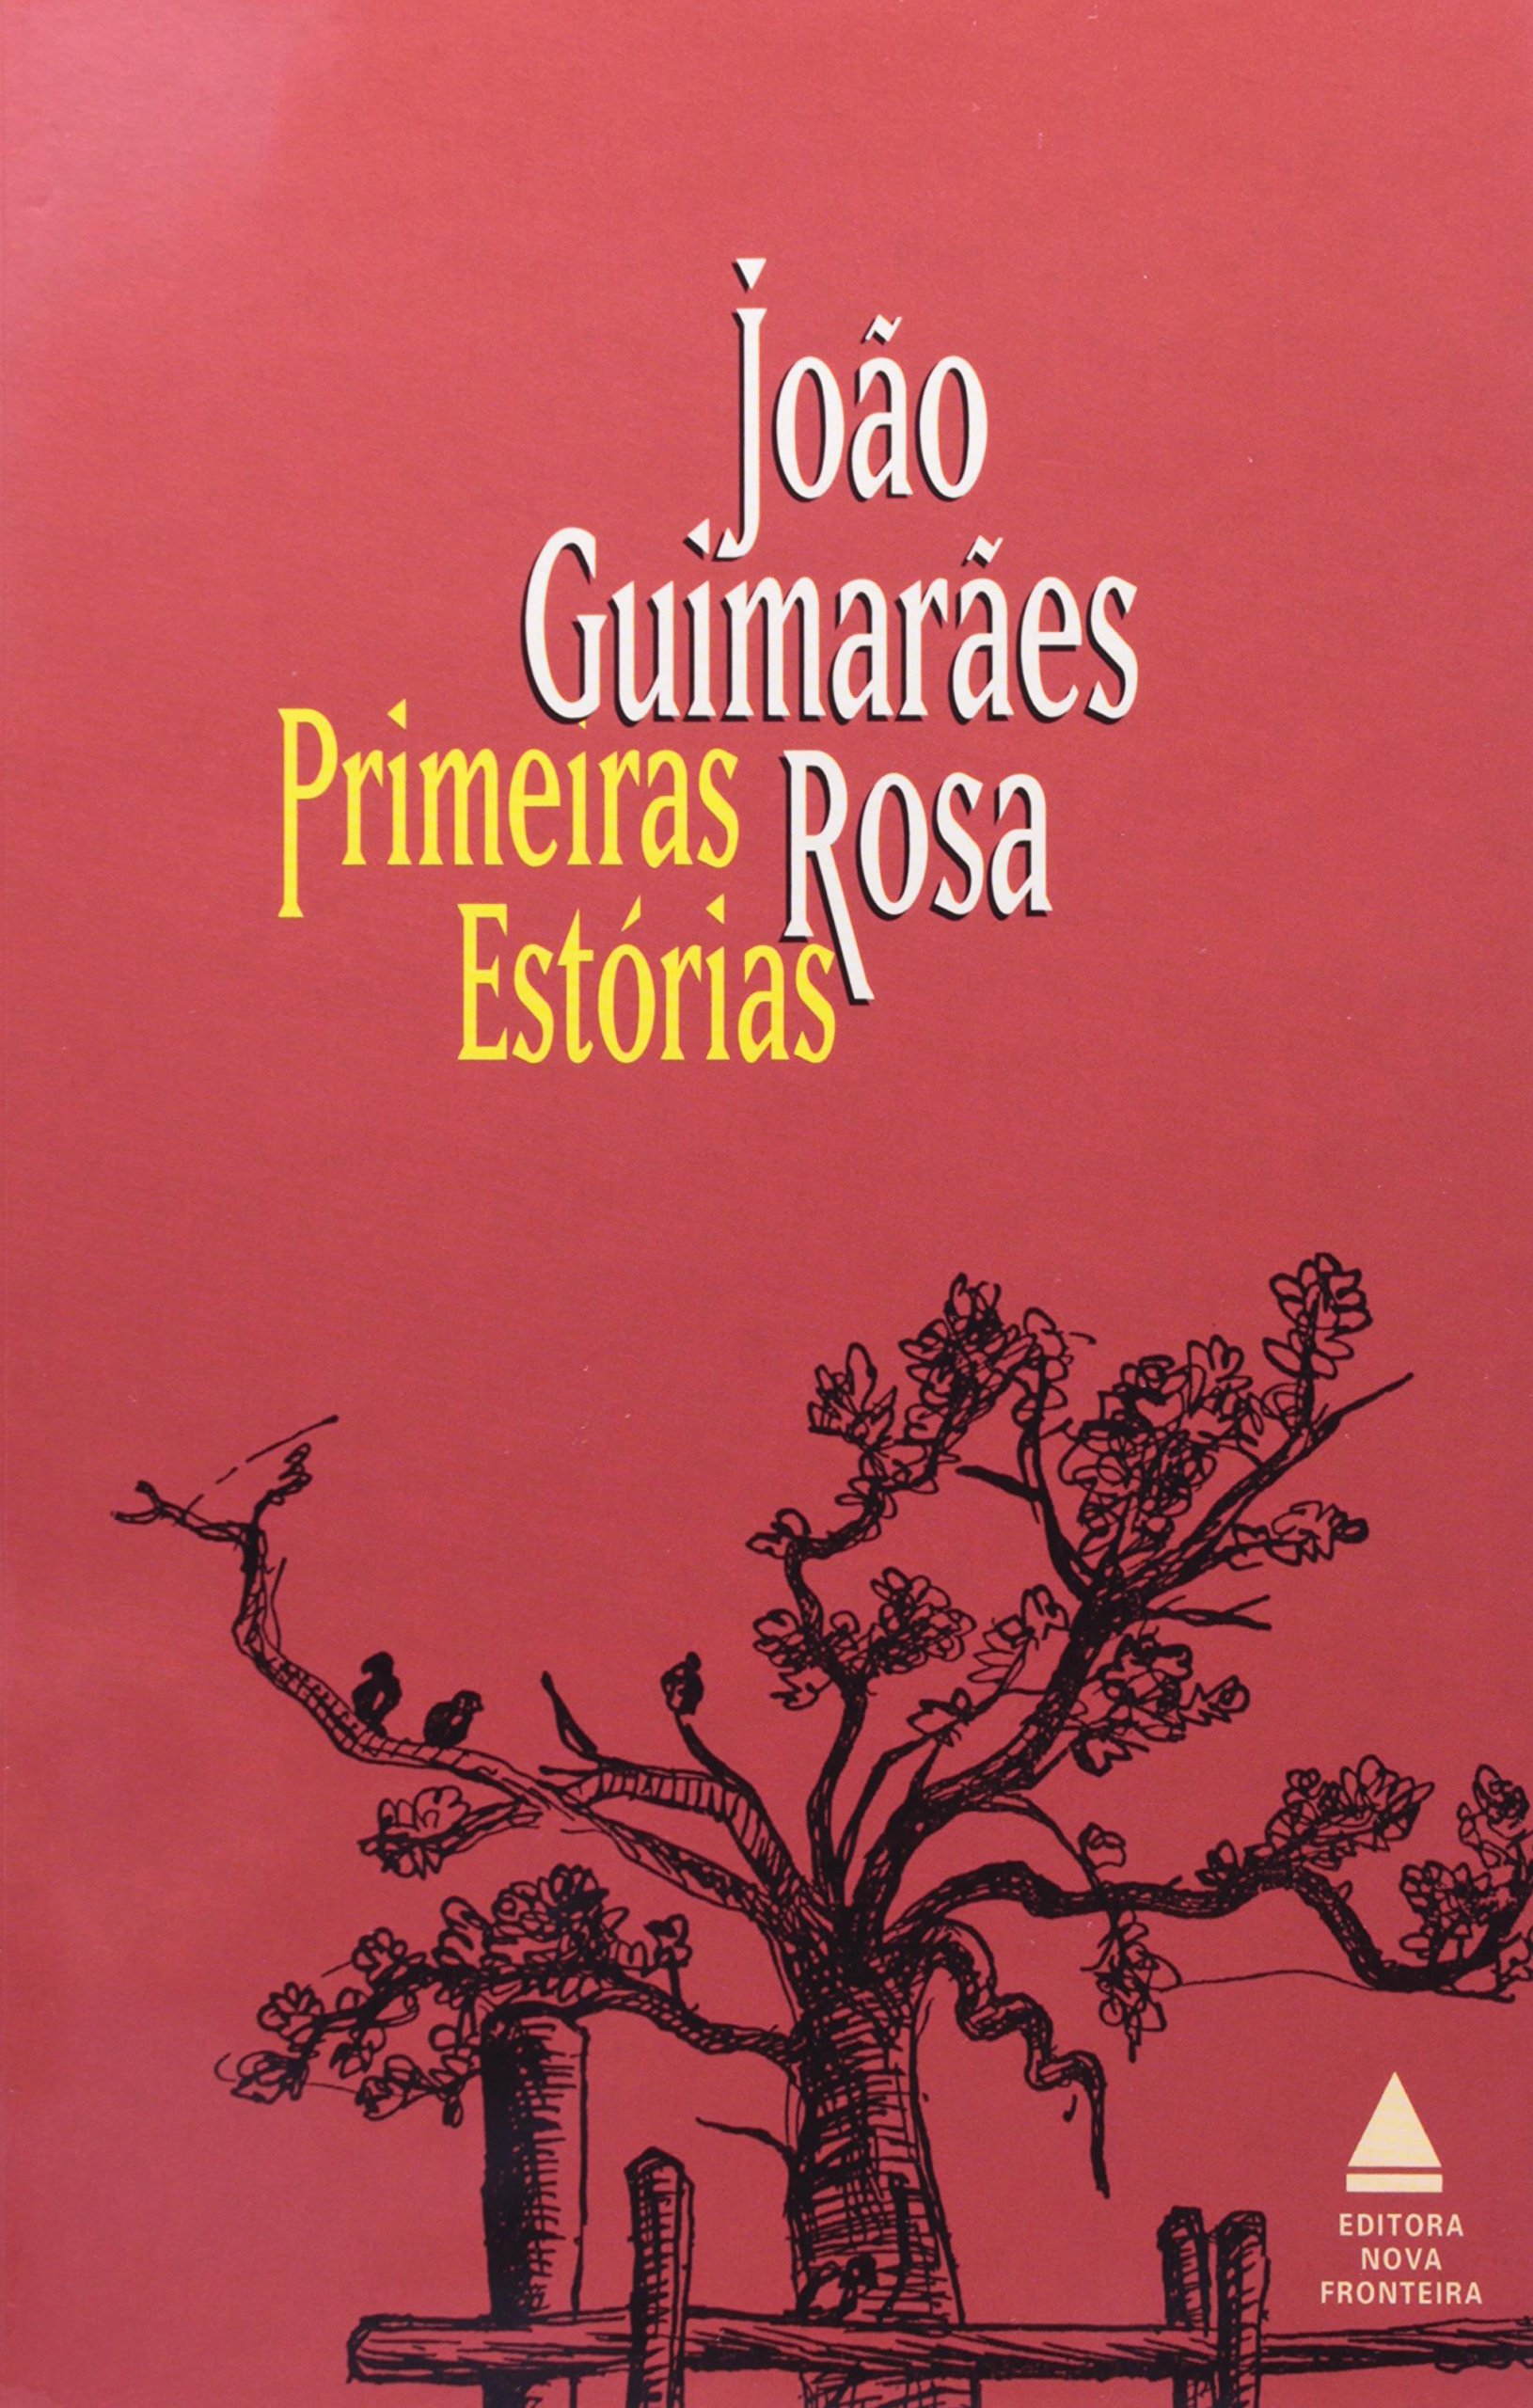 João
Guimarães
Rosa
Primeiras
Estórias
EDITORA
NOVA
FRONTEIRA